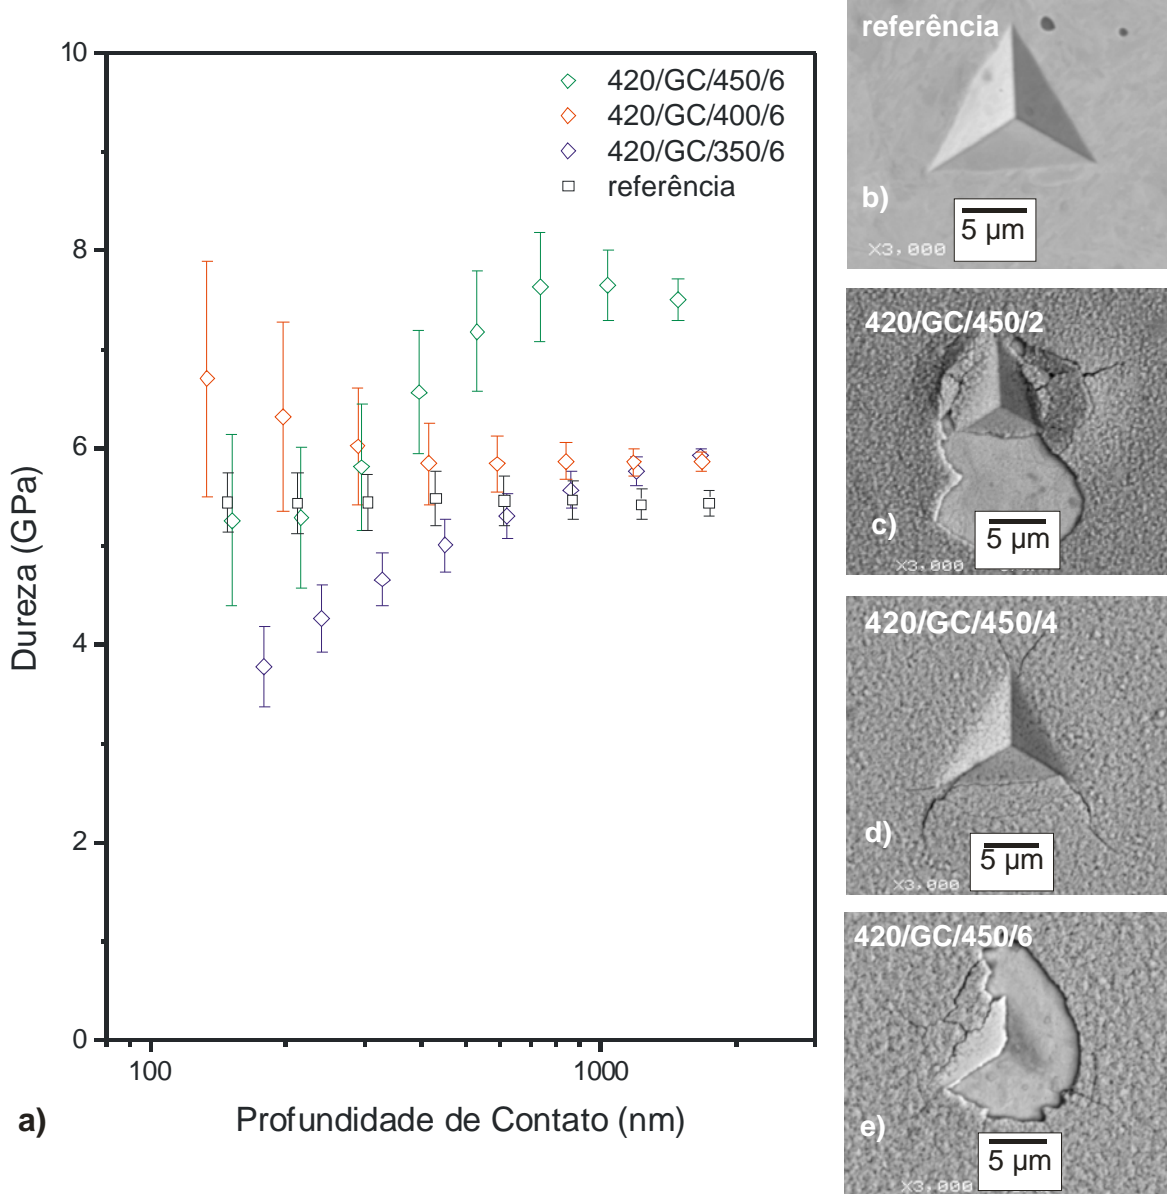 10
8
6
4
2
0
Dureza (GPa)
100
1000
Profundidade de Contato (nm)
a)
420/GC/450/6
420/GC/400/6
420/GC/350/6
referência
referência
b)
5 µm
X3,000
420/GC/450/2
c)
5 µm
X3,000
420/GC/450/4
d)
5 µm
X3,000
420/GC/450/6
e)
5 µm
X3,000